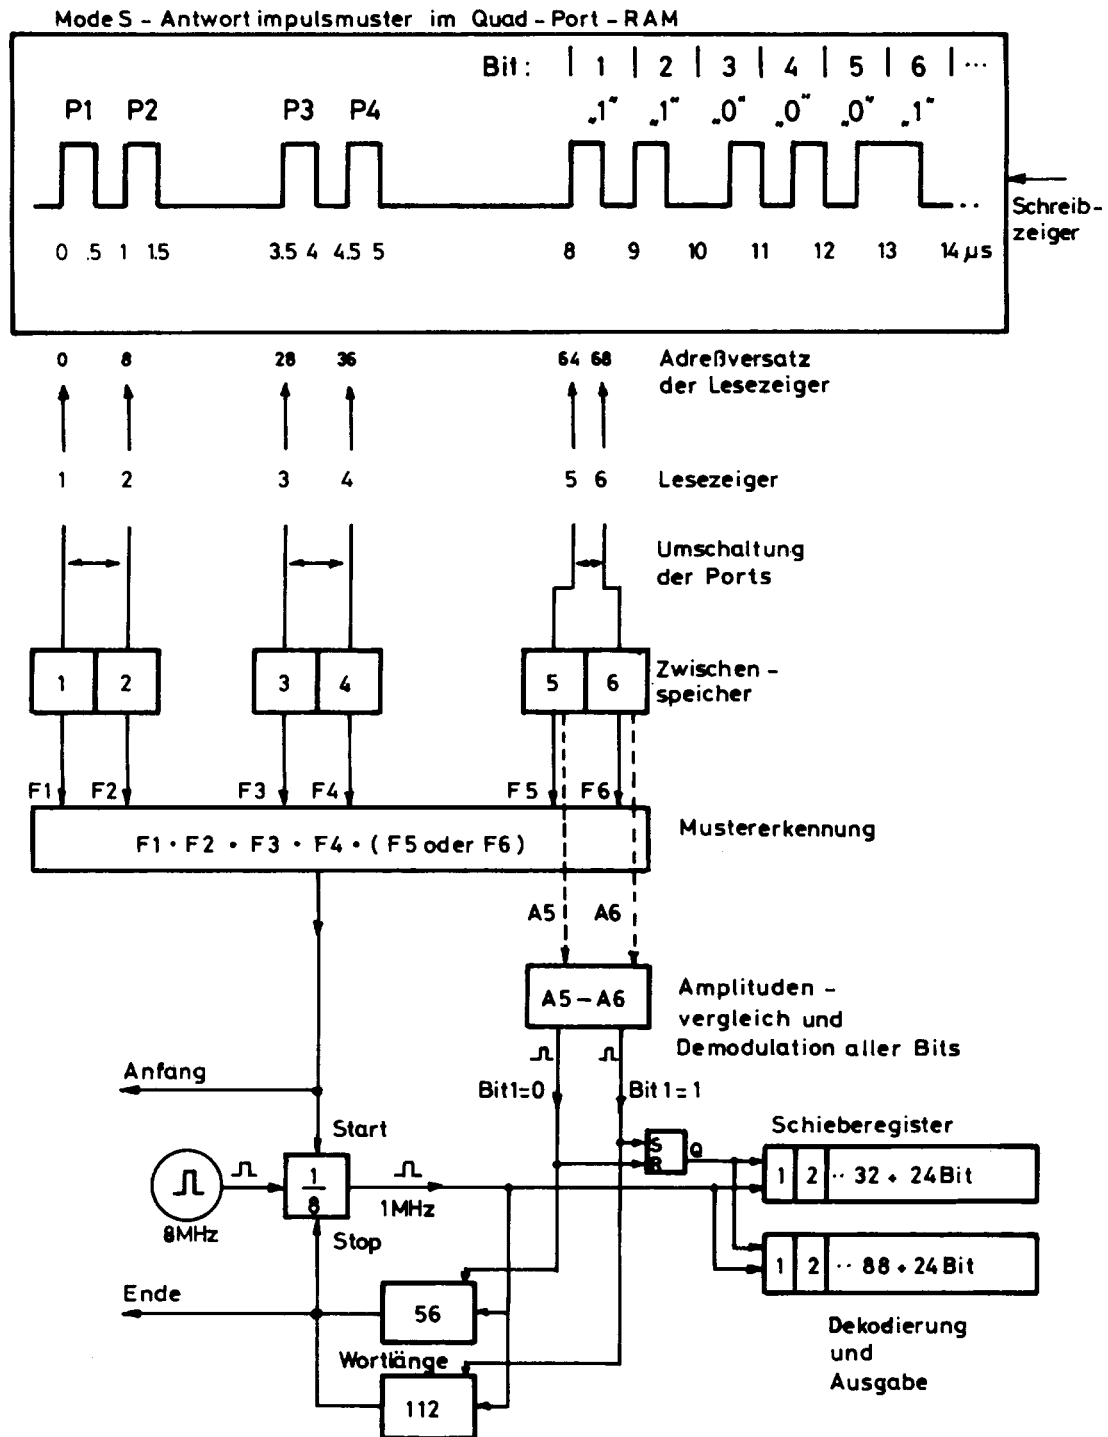 Mode S - Antwortimpulsmuster im Quad-Port-RAM
Bit: | 1 | 2 | 3 | 4 | 5 | 6 | ...
P1 P2 P3 P4 „1“ „1“ „0“ „0“ „0“ „1“
Schreib-
zeiger
0 .5 1 1.5 3.5 4 4.5 5 8 9 10 11 12 13 14 µs
0 8 28 36 64 68 Adreßversatz
der Lesezeiger
1 2 3 4 5 6 Lesezeiger
Umschaltung
der Ports
1 2 3 4 5 6 Zwischen-
speicher
F1 F2 F3 F4 F5 F6
F1 · F2 · F3 · F4 · (F5 oder F6) Mustererkennung
A5 A6
A5 – A6 Amplituden-
vergleich und
Demodulation aller Bits
Anfang Bit1=0 Bit1=1
Start Schieberegister
S
R Q
1 2 ·· 32 + 24 Bit
1
8
8MHz 1MHz
Stop
1 2 ·· 88 + 24 Bit
Ende 56
Dekodierung
und
Ausgabe
Wortlänge
112